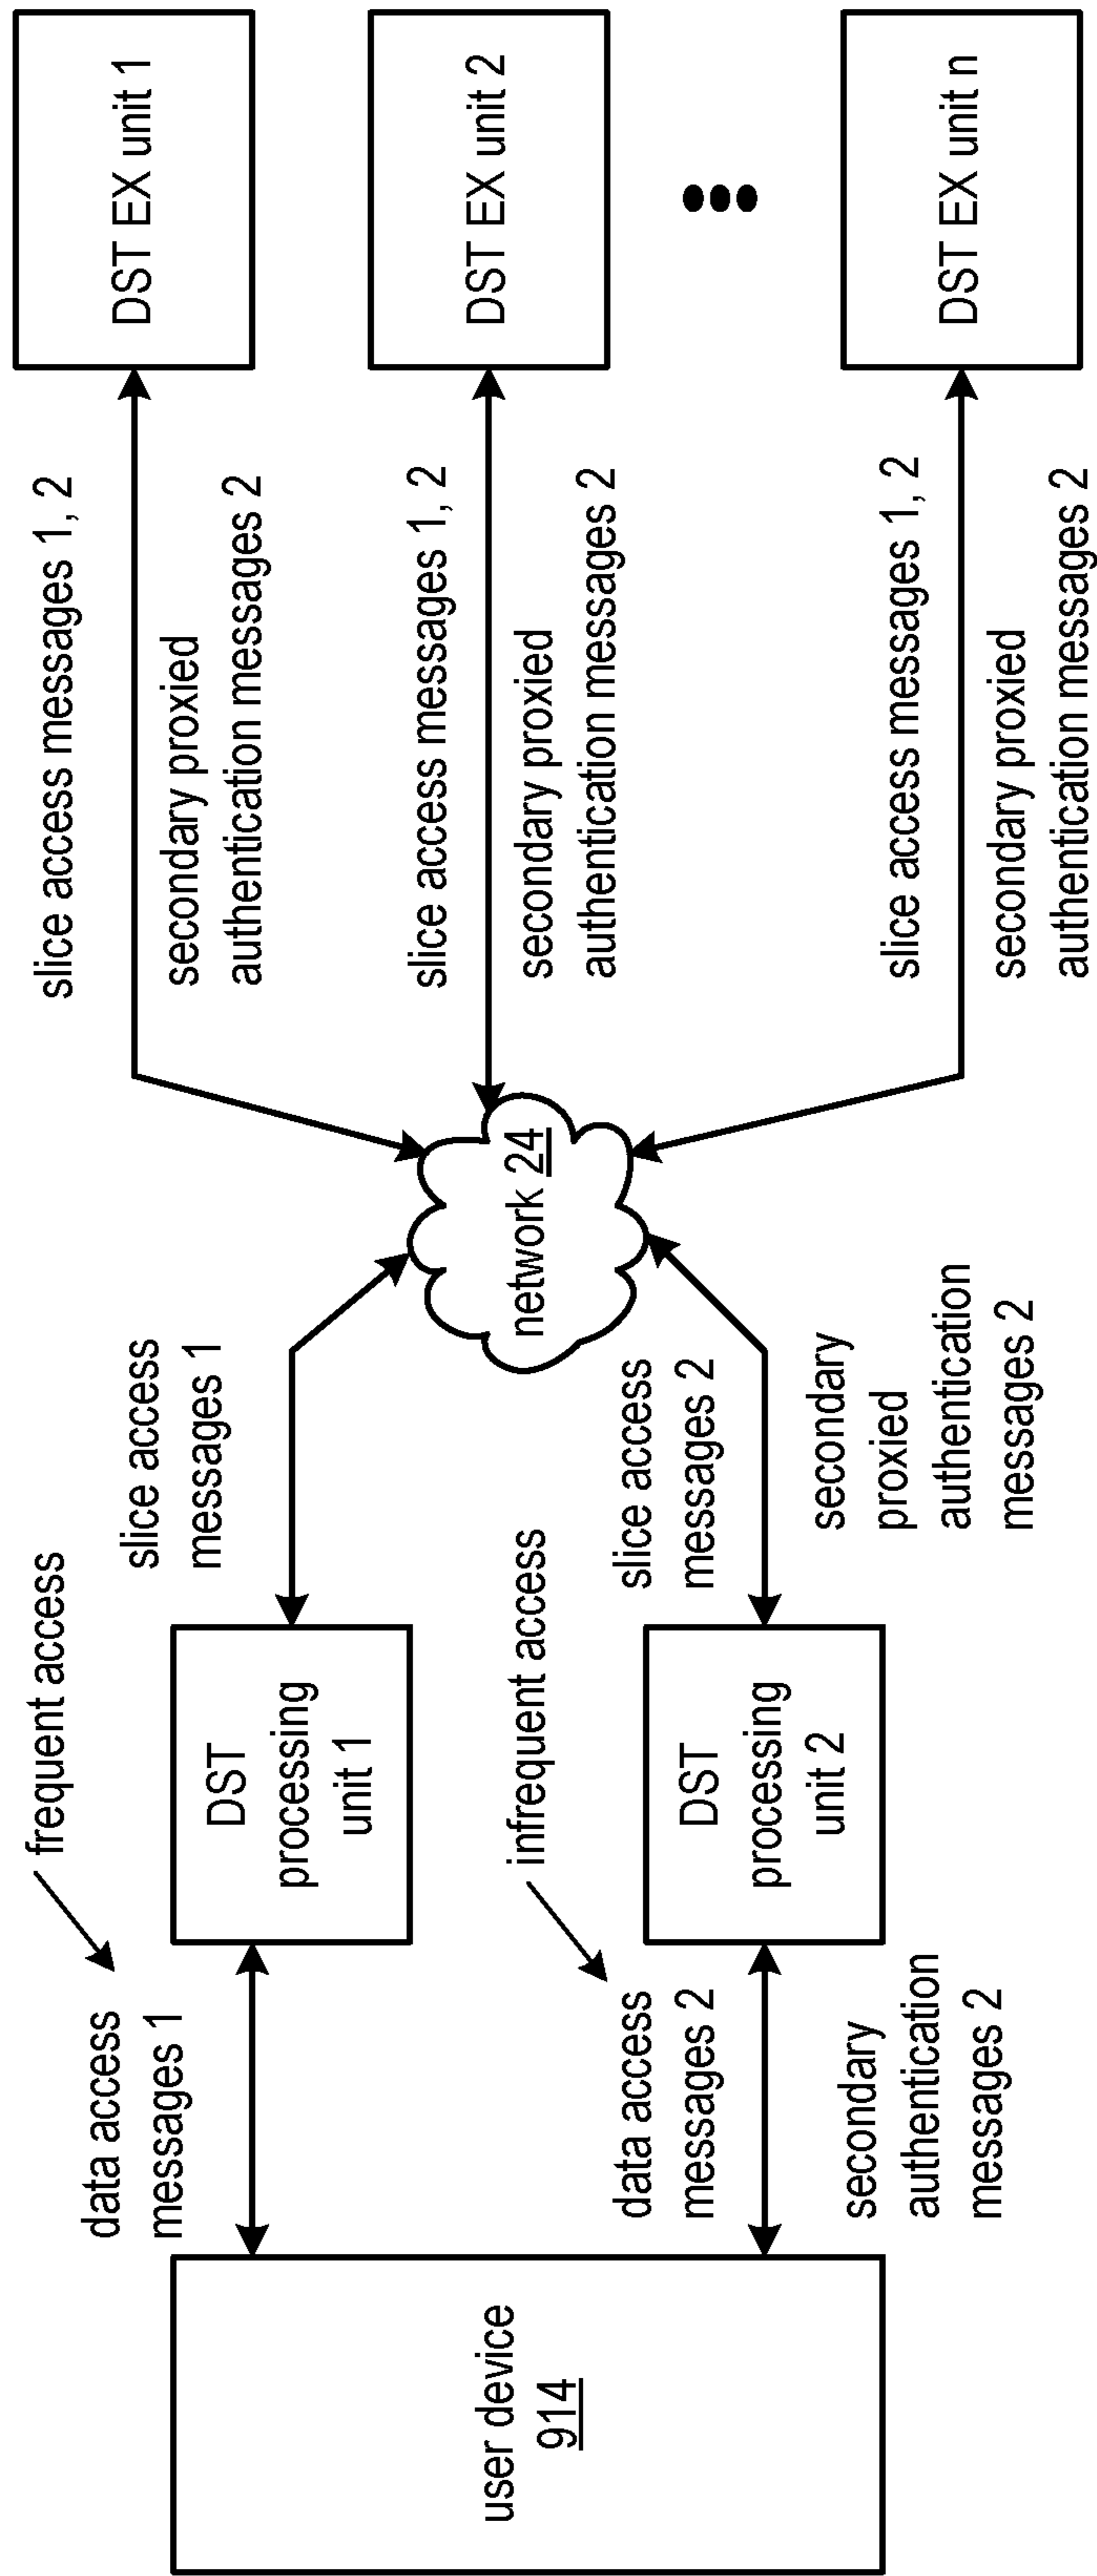 user device
914
data access
messages 1
frequent access
DST
processing
unit 1
slice access
messages 1
data access
messages 2
infrequent access
secondary
authentication
messages 2
DST
processing
unit 2
slice access
messages 2
secondary
proxied
authentication
messages 2
network 24
slice access messages 1, 2
secondary proxied
authentication messages 2
DST EX unit 1
slice access messages 1, 2
secondary proxied
authentication messages 2
DST EX unit 2
slice access messages 1, 2
secondary proxied
authentication messages 2
DST EX unit n